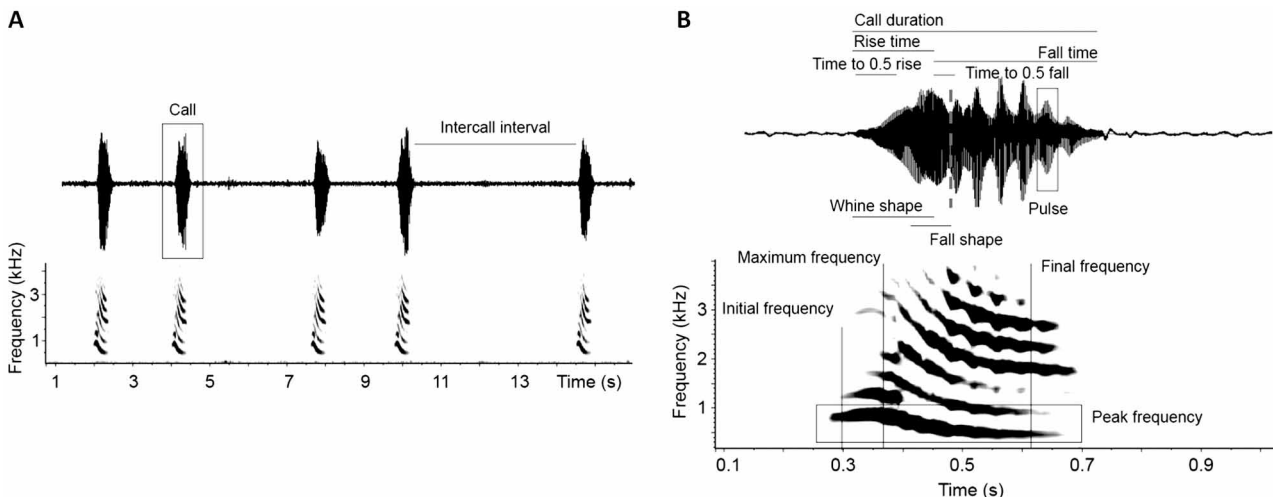 A
Call
Intercall interval
Frequency (kHz)
3
1
1 3 5 7 9 11 13 Time (s)
B
Call duration
Rise time
Fall time
Time to 0.5 rise
Time to 0.5 fall
Pulse
Whine shape
Fall shape
Maximum frequency
Final frequency
Initial frequency
Frequency (kHz)
3
2
1
Peak frequency
0.1 0.3 0.5 0.7 0.9
Time (s)